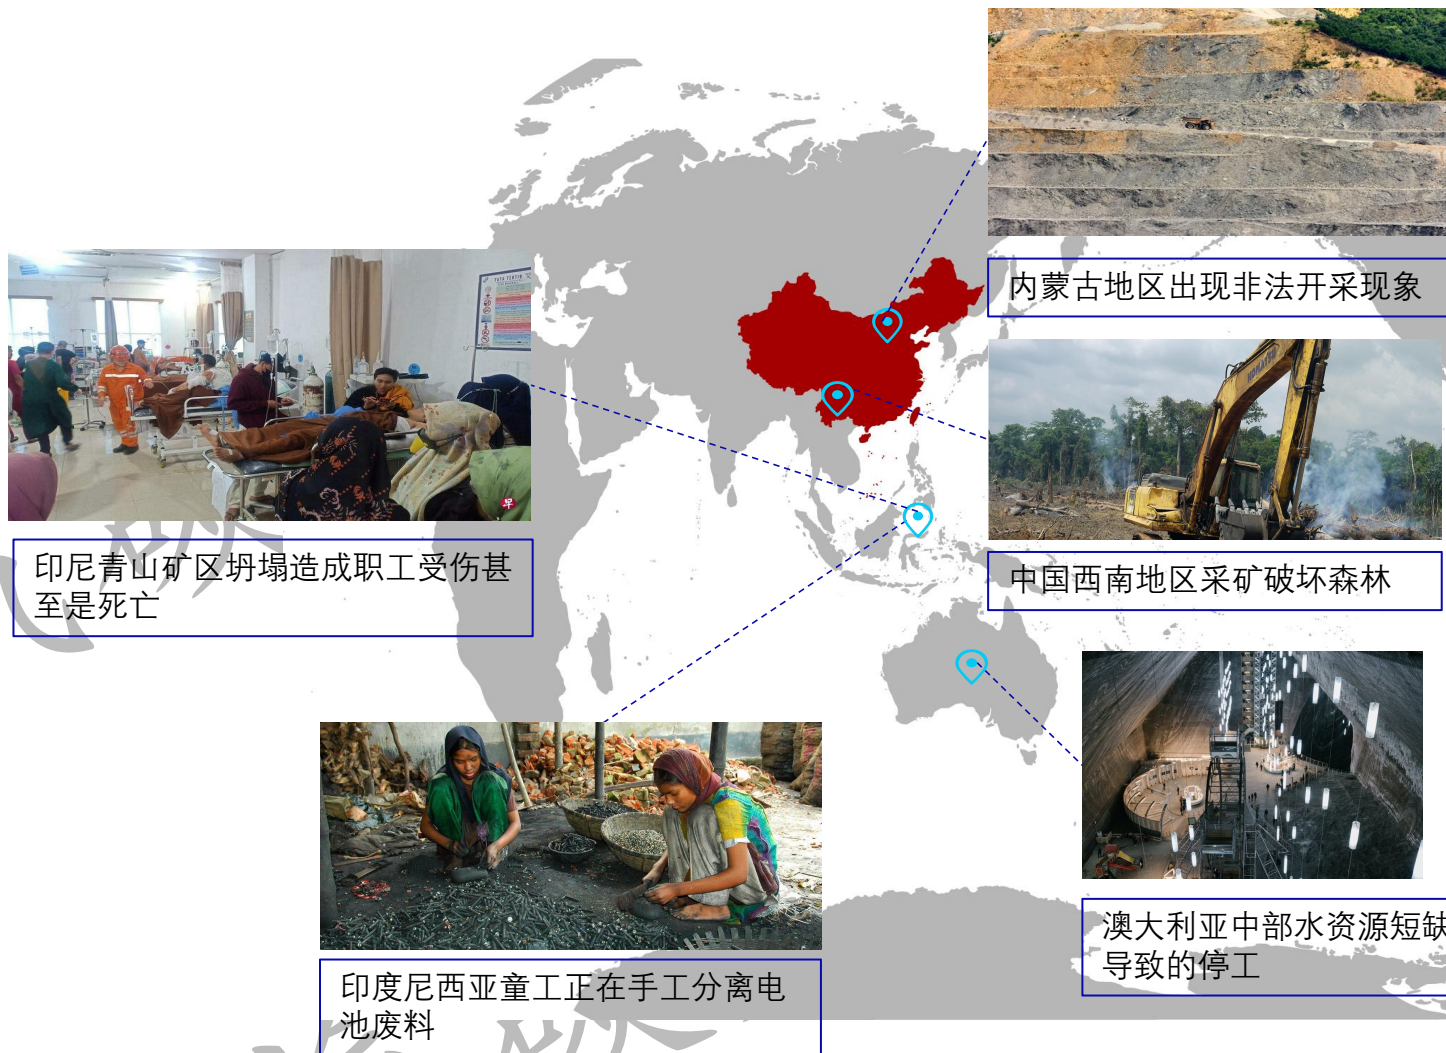 内蒙古地区出现非法开采现象
中国西南地区采矿破坏森林
印尼青山矿区坍塌造成职工受伤甚
至是死亡
澳大利亚中部水资源短缺
导致的停工
印度尼西亚童工正在手工分离电
池废料
TATA TERTIB
KOMATSU
早